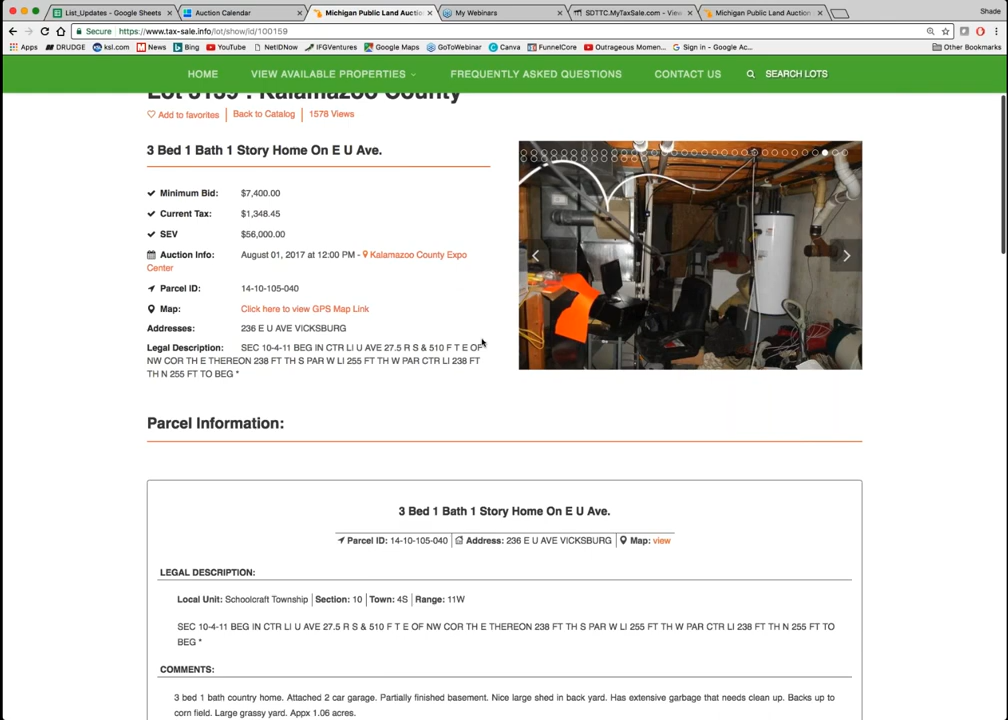 List_Updates - Google Sheets
Auction Calendar
Michigan Public Land Auctio
My Webinars
SDTTC.MyTaxSale.com - View
Michigan Public Land Auction
Shade
Secure https://www.tax-sale.info/lot/show/id/100159
Apps DRUDGE ksl.com News Bing YouTube NetIDNow IFGVentures Google Maps GoToWebinar Canva FunnelCore Outrageous Momen... Sign in - Google Ac... Other Bookmarks
HOME VIEW AVAILABLE PROPERTIES FREQUENTLY ASKED QUESTIONS CONTACT US SEARCH LOTS
Lot 5159 : Kalamazoo County
Add to favorites Back to Catalog 1578 Views
3 Bed 1 Bath 1 Story Home On E U Ave.
Minimum Bid: $7,400.00
Current Tax: $1,348.45
SEV $56,000.00
Auction Info: August 01, 2017 at 12:00 PM - Kalamazoo County Expo
Center
Parcel ID: 14-10-105-040
Map: Click here to view GPS Map Link
Addresses: 236 E U AVE VICKSBURG
Legal Description: SEC 10-4-11 BEG IN CTR LI U AVE 27.5 R S & 510 F T E OF
NW COR TH E THEREON 238 FT TH S PAR W LI 255 FT TH W PAR CTR LI 238 FT
TH N 255 FT TO BEG *
Parcel Information:
3 Bed 1 Bath 1 Story Home On E U Ave.
Parcel ID: 14-10-105-040 Address: 236 E U AVE VICKSBURG Map: view
LEGAL DESCRIPTION:
Local Unit: Schoolcraft Township Section: 10 Town: 4S Range: 11W
SEC 10-4-11 BEG IN CTR LI U AVE 27.5 R S & 510 F T E OF NW COR TH E THEREON 238 FT TH S PAR W LI 255 FT TH W PAR CTR LI 238 FT TH N 255 FT TO
BEG *
COMMENTS:
3 bed 1 bath country home. Attached 2 car garage. Partially finished basement. Nice large shed in back yard. Has extensive garbage that needs clean up. Backs up to
corn field. Large grassy yard. Appx 1.06 acres.